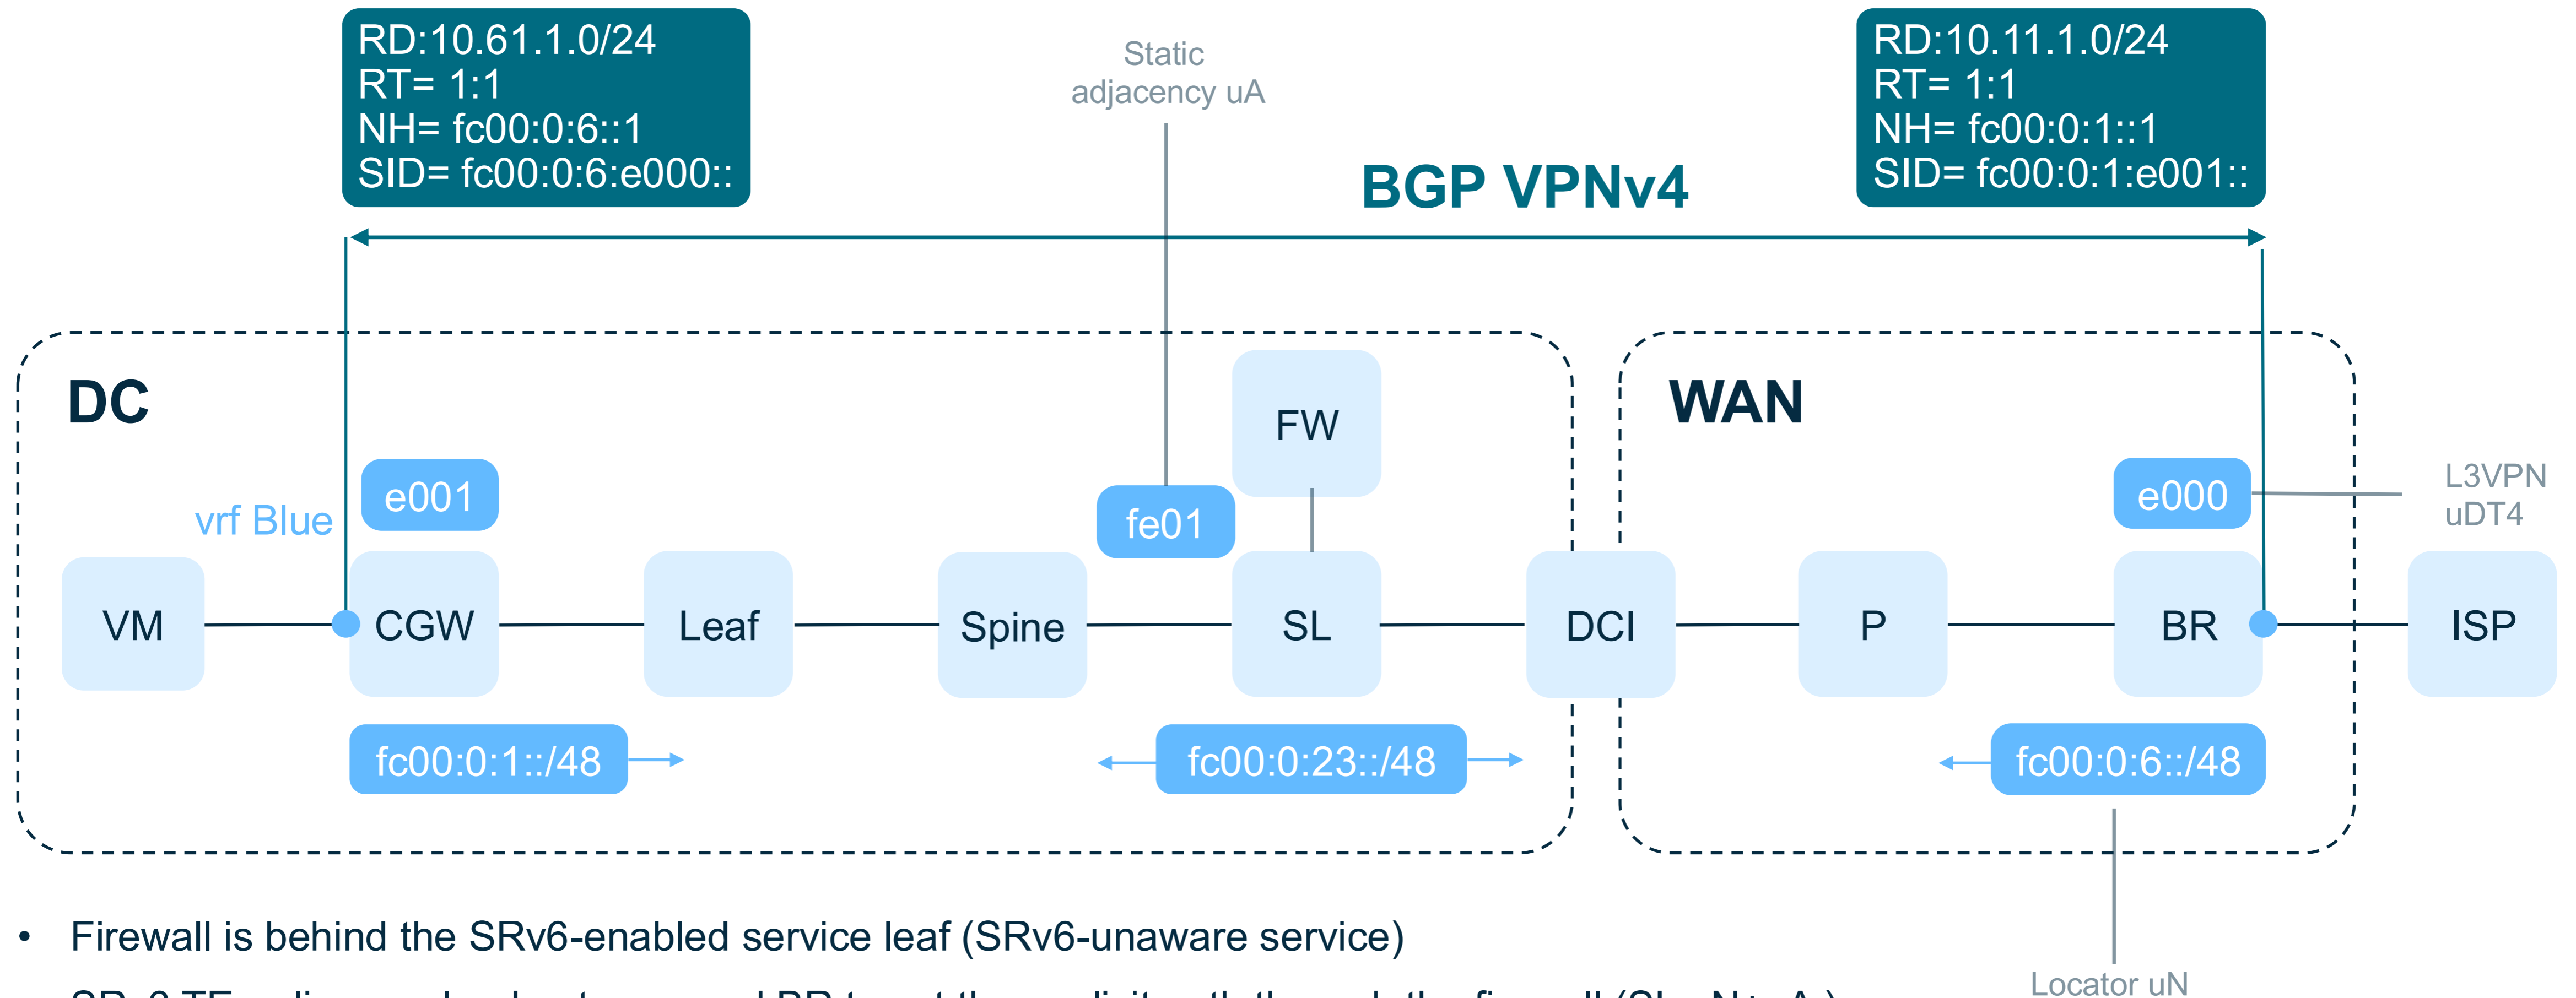 RD:10.61.1.0/24
RT= 1:1
NH= fc00:0:6::1
SID= fc00:0:6:e000::
Static
adjacency uA
RD:10.11.1.0/24
RT= 1:1
NH= fc00:0:1::1
SID= fc00:0:1:e001::
BGP VPNv4
DC
WAN
FW
e001
vrf Blue
fe01
e000
L3VPN
uDT4
VM
CGW
Leaf
Spine
SL
DCI
P
BR
ISP
fc00:0:1::/48
fc00:0:23::/48
fc00:0:6::/48
• Firewall is behind the SRv6-enabled service leaf (SRv6-unaware service)
Locator uN